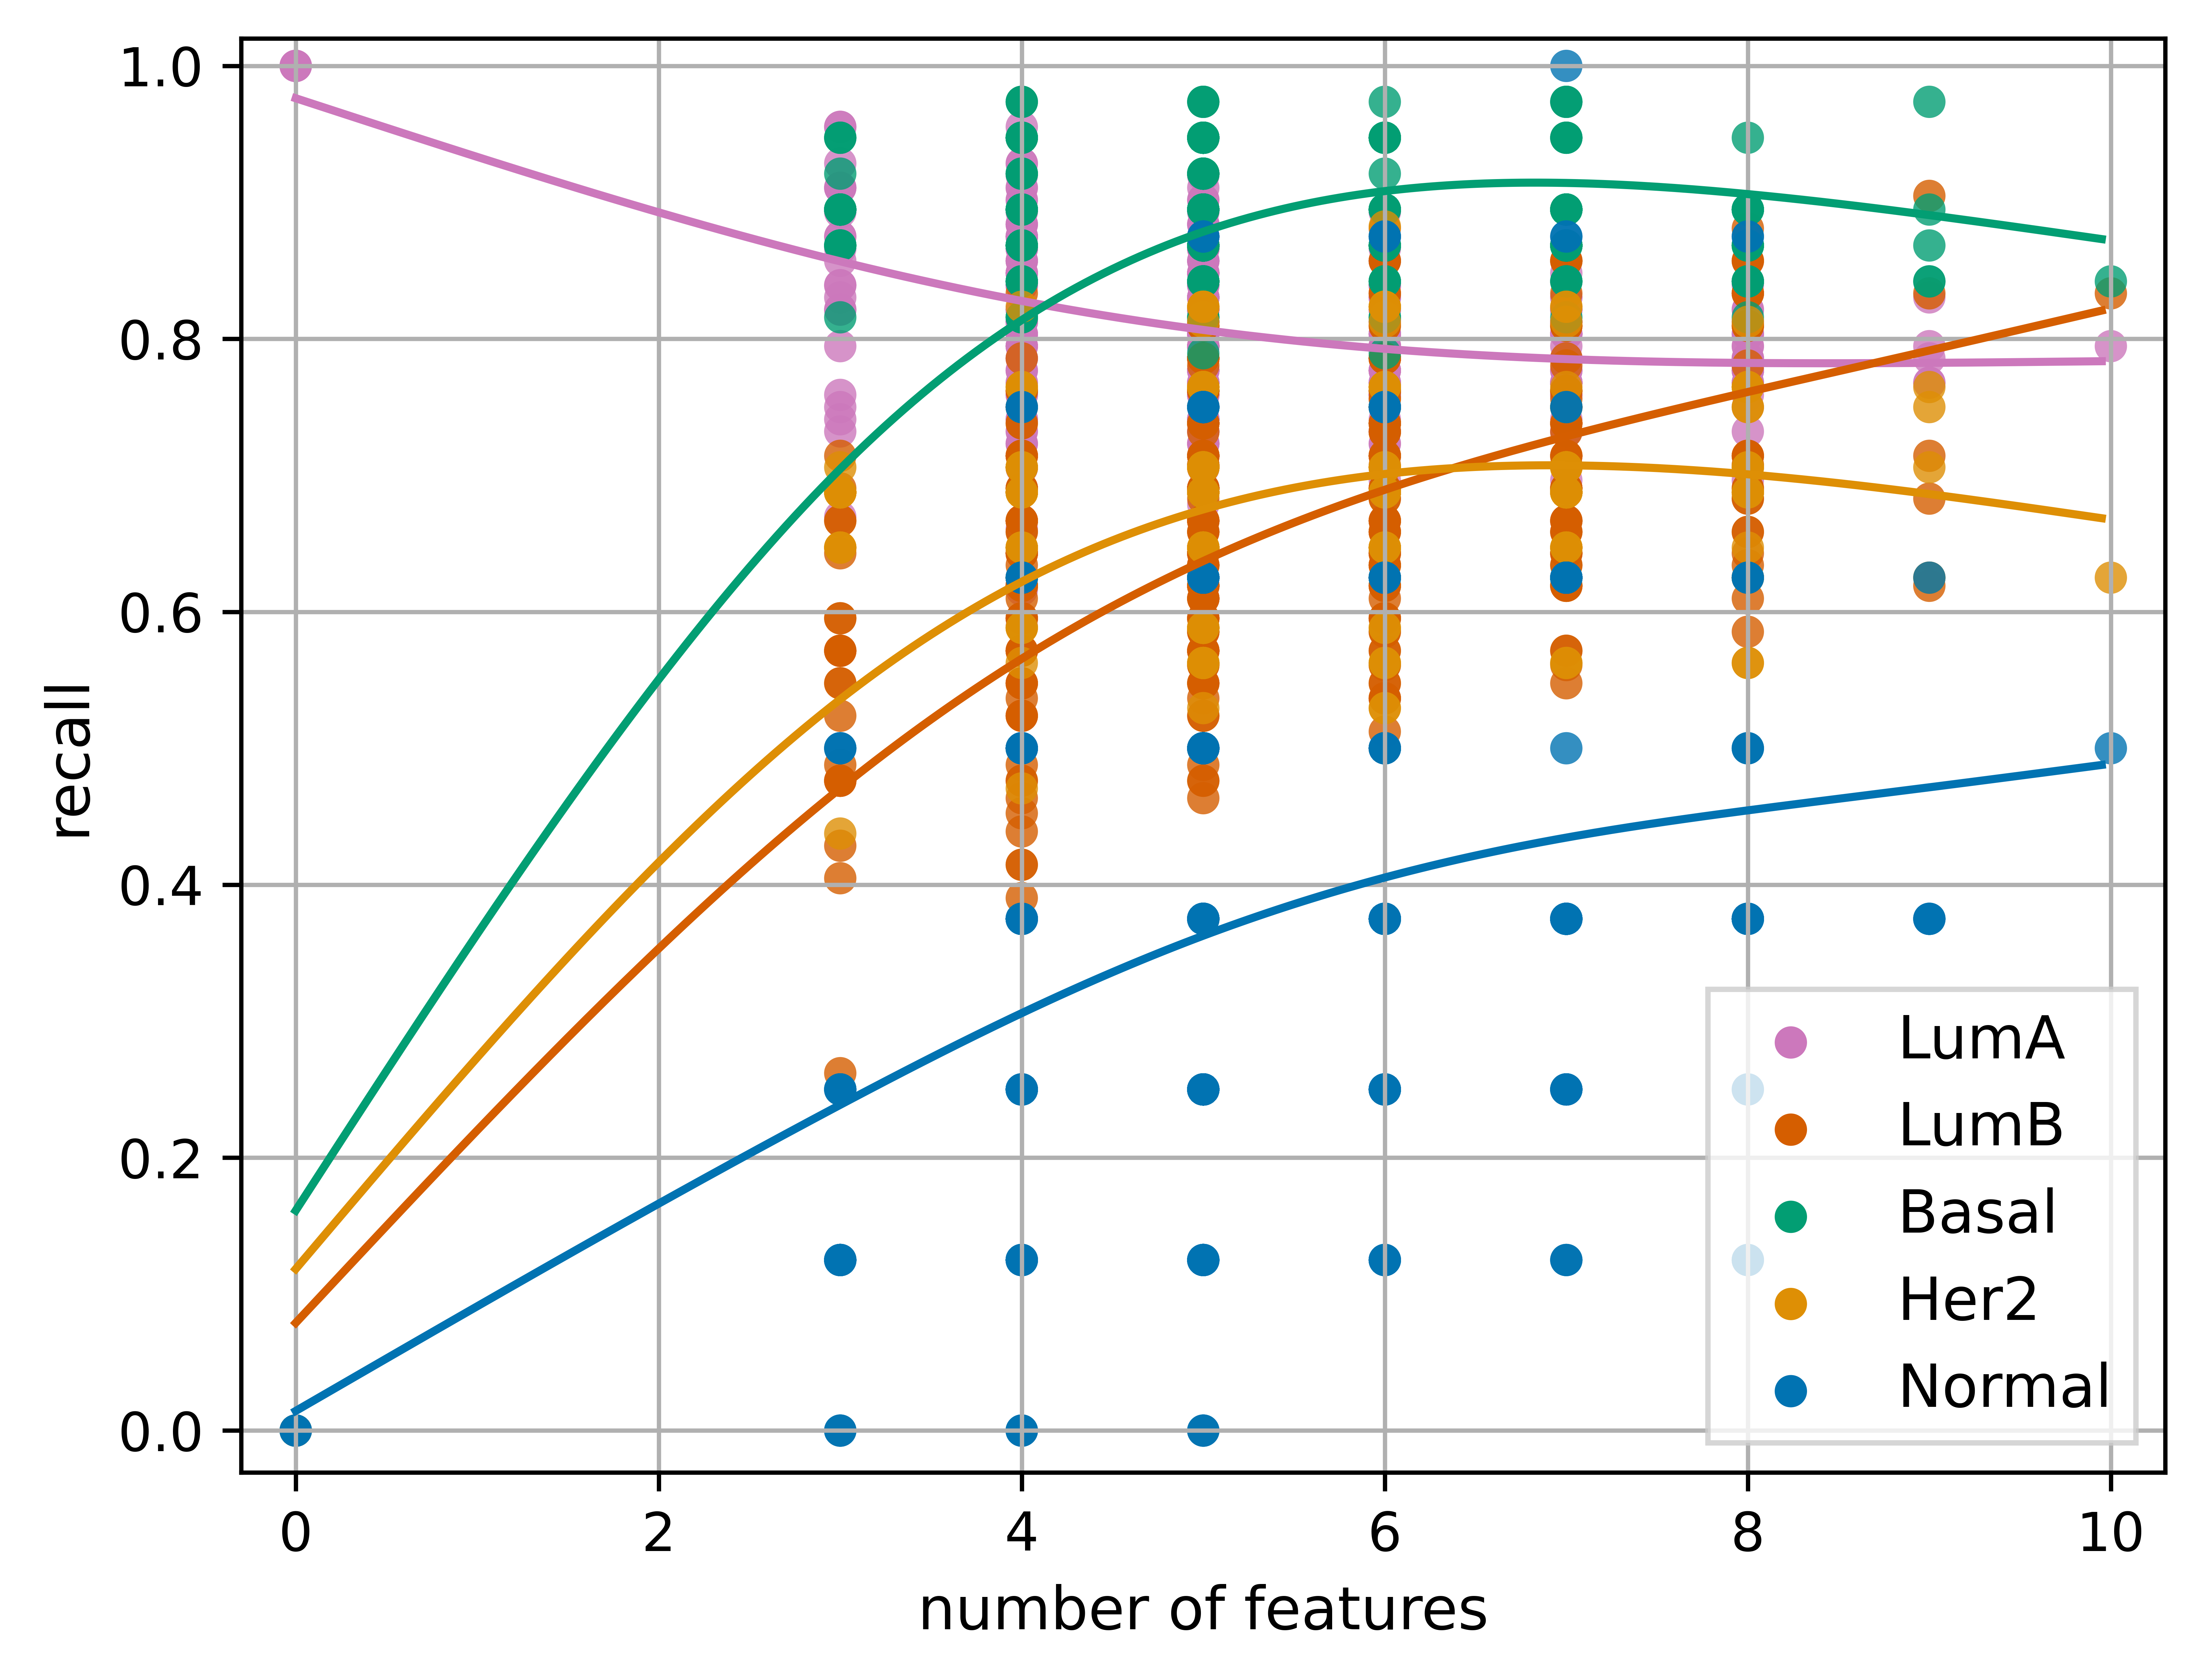 1.0
0.8
0.6
0.4
0.2
0.0
recall
0 2 4 6 8 10
number of features
LumA
LumB
Basal
Her2
Normal